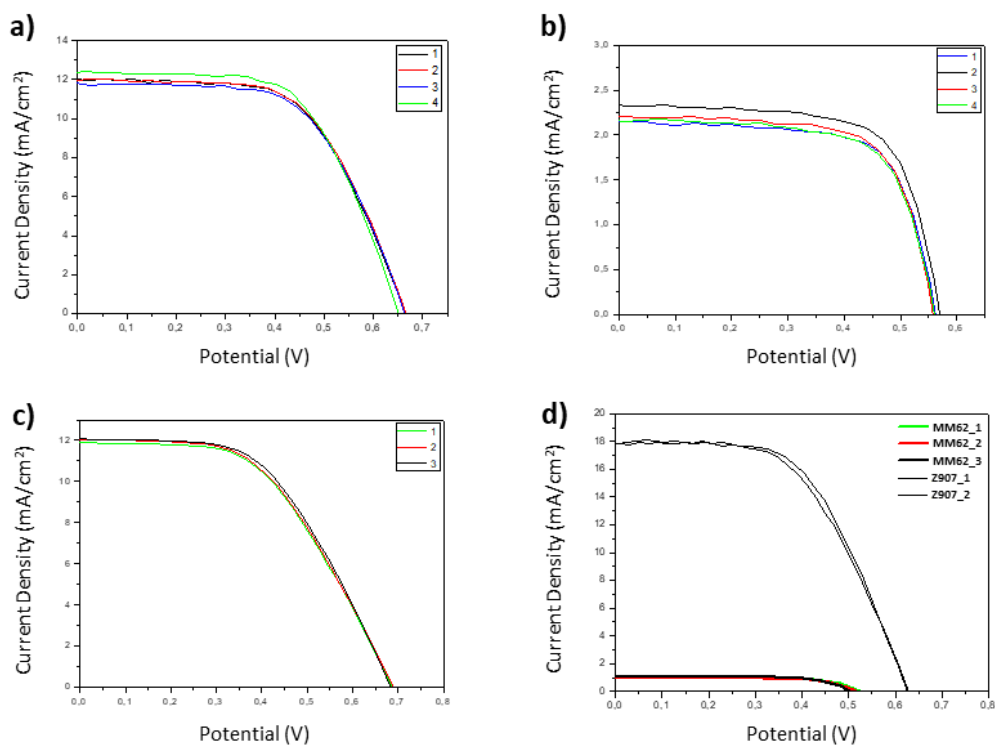 a)
Current Density (mA/cm²)
14
12
10
8
6
4
2
0
0,0 0,1 0,2 0,3 0,4 0,5 0,6 0,7
Potential (V)
1
2
3
4
b)
Current Density (mA/cm²)
3,0
2,5
2,0
1,5
1,0
0,5
0,0
0,0 0,1 0,2 0,3 0,4 0,5 0,6
Potential (V)
1
2
3
4
c)
Current Density (mA/cm²)
12
10
8
6
4
2
0
0,0 0,1 0,2 0,3 0,4 0,5 0,6 0,7 0,8
Potential (V)
1
2
3
d)
Current Density (mA/cm²)
20
18
16
14
12
10
8
6
4
2
0
0,0 0,1 0,2 0,3 0,4 0,5 0,6 0,7 0,8
Potential (V)
MM62_1
MM62_2
MM62_3
Z907_1
Z907_2